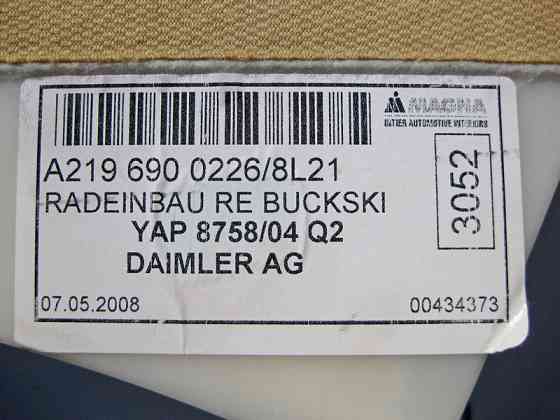 MAGNA
INTIER AUTOMOTIVE INTERIORS
A219 690 0226/8L21
RADEINBAU RE BUCKSKI
YAP 8758/04 Q2
DAIMLER AG
3052
07.05.2008
00434373